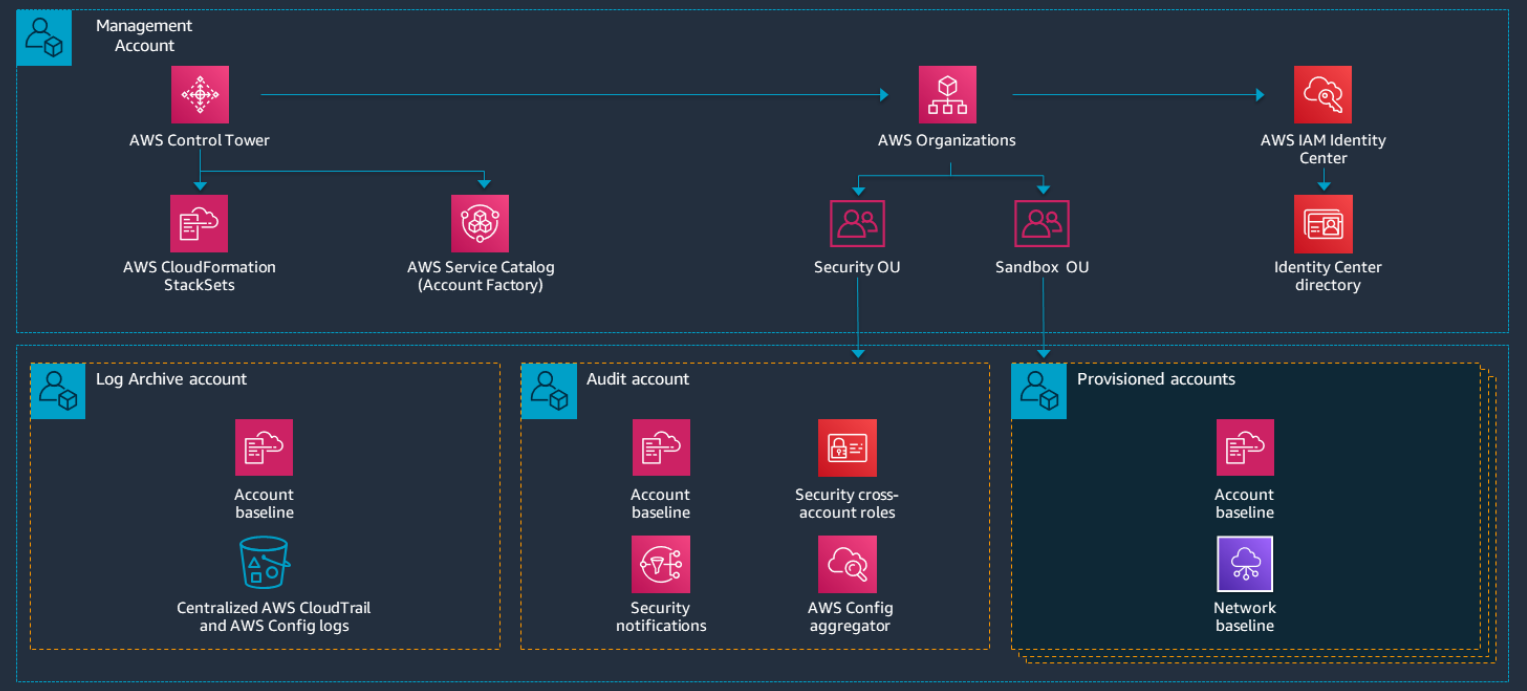 Management
Account
AWS Control Tower
AWS Organizations
AWS IAM Identity
Center
AWS CloudFormation
StackSets
AWS Service Catalog
(Account Factory)
Security OU
Sandbox OU
Identity Center
directory
Log Archive account
Account
baseline
Centralized AWS CloudTrail
and AWS Config logs
Audit account
Account
baseline
Security cross-
account roles
Security
notifications
AWS Config
aggregator
Provisioned accounts
Account
baseline
Network
baseline